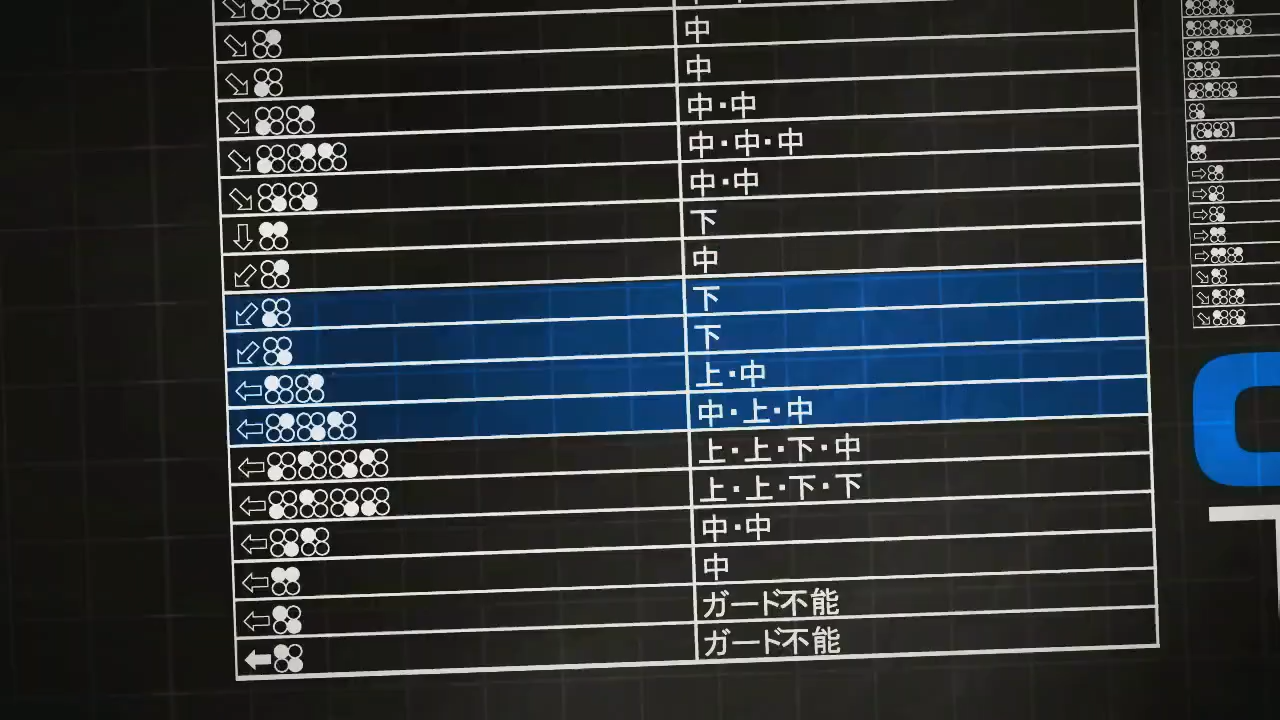 中
中
中・中
中・中・中
中・中
下
中
下
下
上・中
中・上・中
上・上・下・中
上・上・下・下
中・中
中
ガード不能
ガード不能